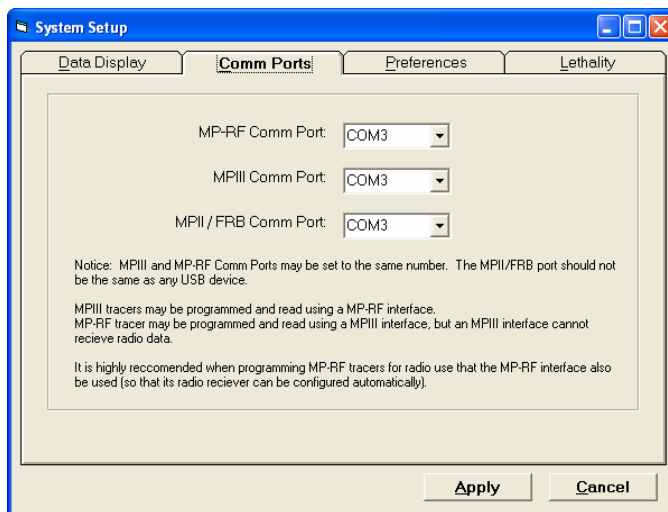 System Setup
Data Display
Comm Ports
Preferences
Lethality
MP-RF Comm Port:
COM3
MPIII Comm Port:
COM3
MPII / FRB Comm Port:
COM3
Notice:  MPIII and MP-RF Comm Ports may be set to the same number.  The MPII/FRB port should not
be the same as any USB device.
MPIII tracers may be programmed and read using a MP-RF interface.
MP-RF tracer may be programmed and read using a MPIII interface, but an MPIII interface cannot
recieve radio data.
It is highly reccomended when programming MP-RF tracers for radio use that the MP-RF interface also
be used (so that its radio reciever can be configured automatically).
Apply
Cancel